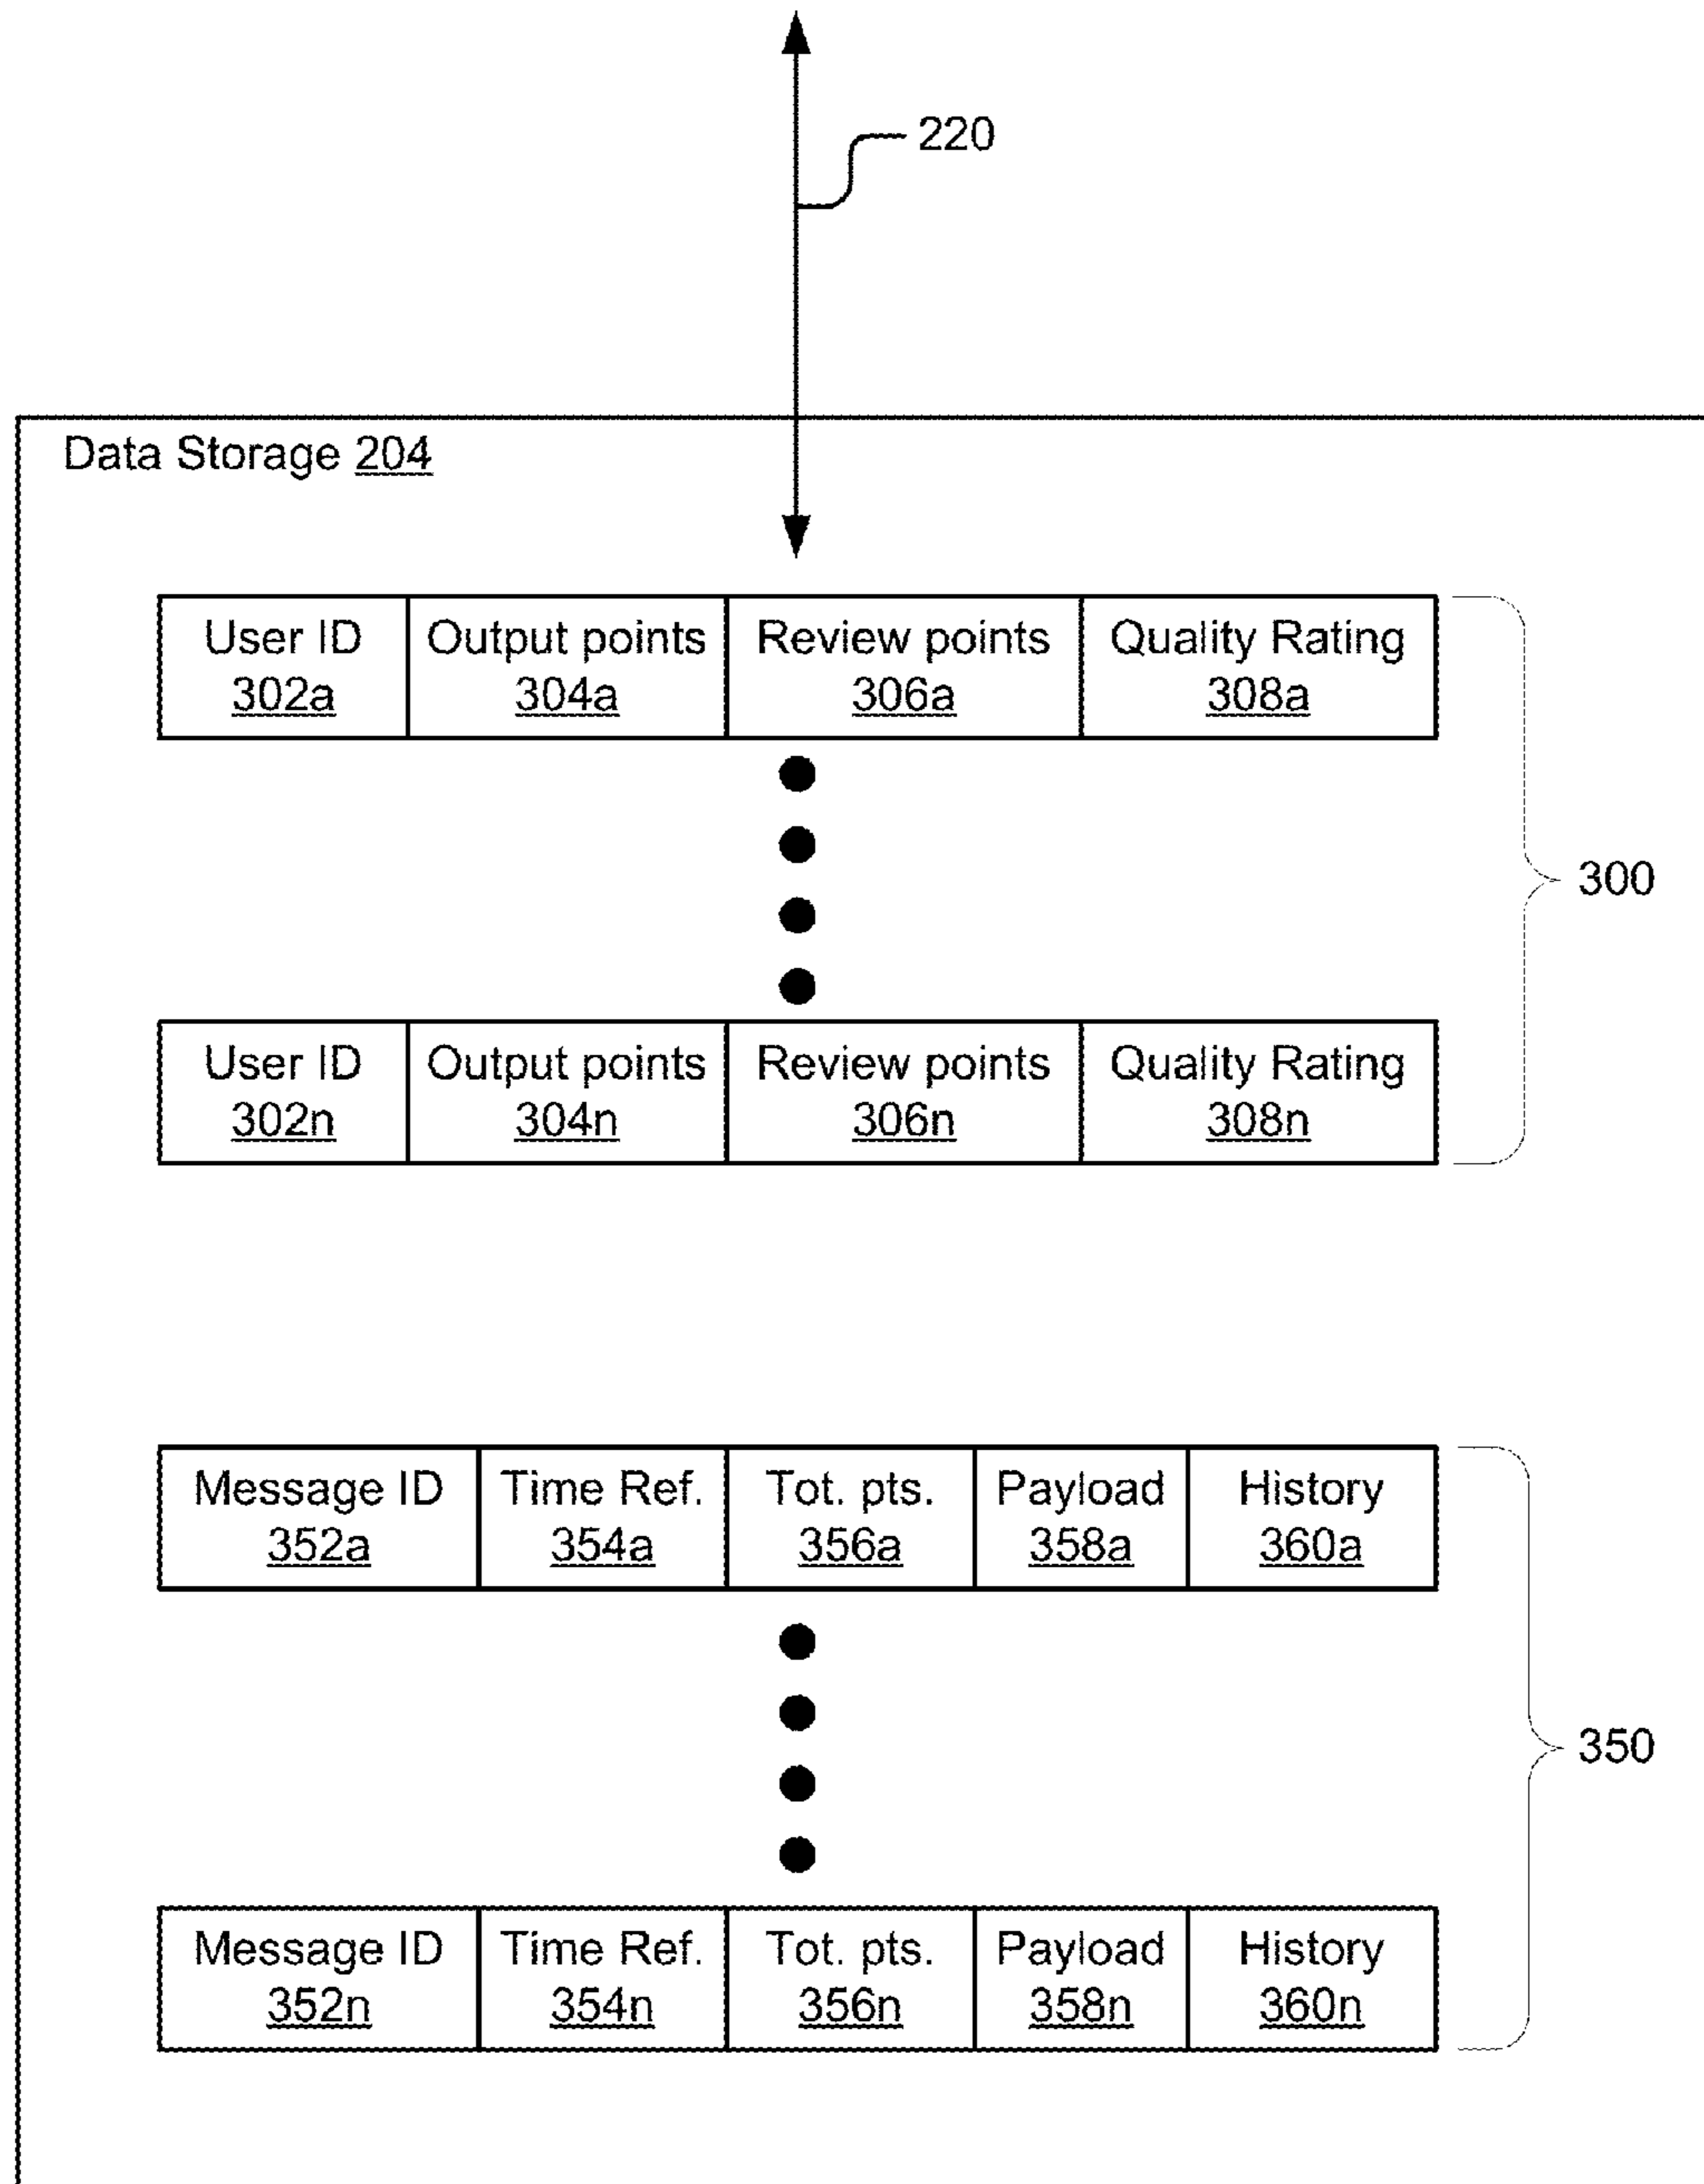 220
Data Storage 204
User ID Output points Review points Quality Rating
302a 304a 306a 308a
300
User ID Output points Review points Quality Rating
302n 304n 306n 308n
Message ID Time Ref. Tot. pts. Payload History
352a 354a 356a 358a 360a
350
Message ID Time Ref. Tot. pts. Payload History
352n 354n 356n 358n 360n